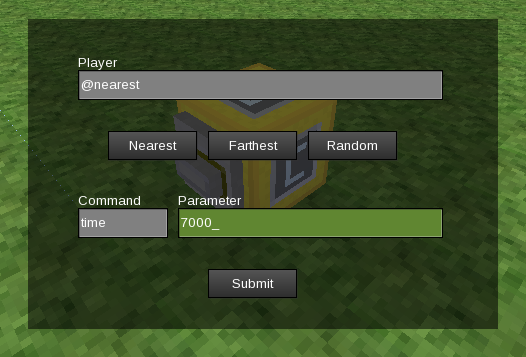 Player
@nearest
Nearest Farthest Random
Command Parameter
time 7000_
Submit